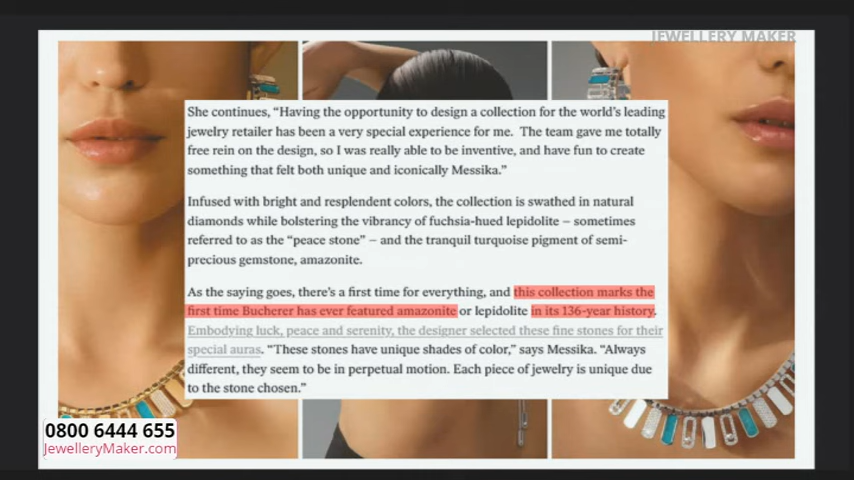 JEWELLERY MAKER
She continues, “Having the opportunity to design a collection for the world’s leading
jewelry retailer has been a very special experience for me. The team gave me totally
free rein on the design, so I was really able to be inventive, and have fun to create
something that felt both unique and iconically Messika.”
Infused with bright and resplendent colors, the collection is swathed in natural
diamonds while bolstering the vibrancy of fuchsia-hued lepidolite – sometimes
referred to as the “peace stone” – and the tranquil turquoise pigment of semi-
precious gemstone, amazonite.
As the saying goes, there’s a first time for everything, and this collection marks the
first time Bucherer has ever featured amazonite or lepidolite in its 136-year history.
Embodying luck, peace and serenity, the designer selected these fine stones for their
special auras. “These stones have unique shades of color,” says Messika. “Always
different, they seem to be in perpetual motion. Each piece of jewelry is unique due
to the stone chosen.”
0800 6444 655
JewelleryMaker.com